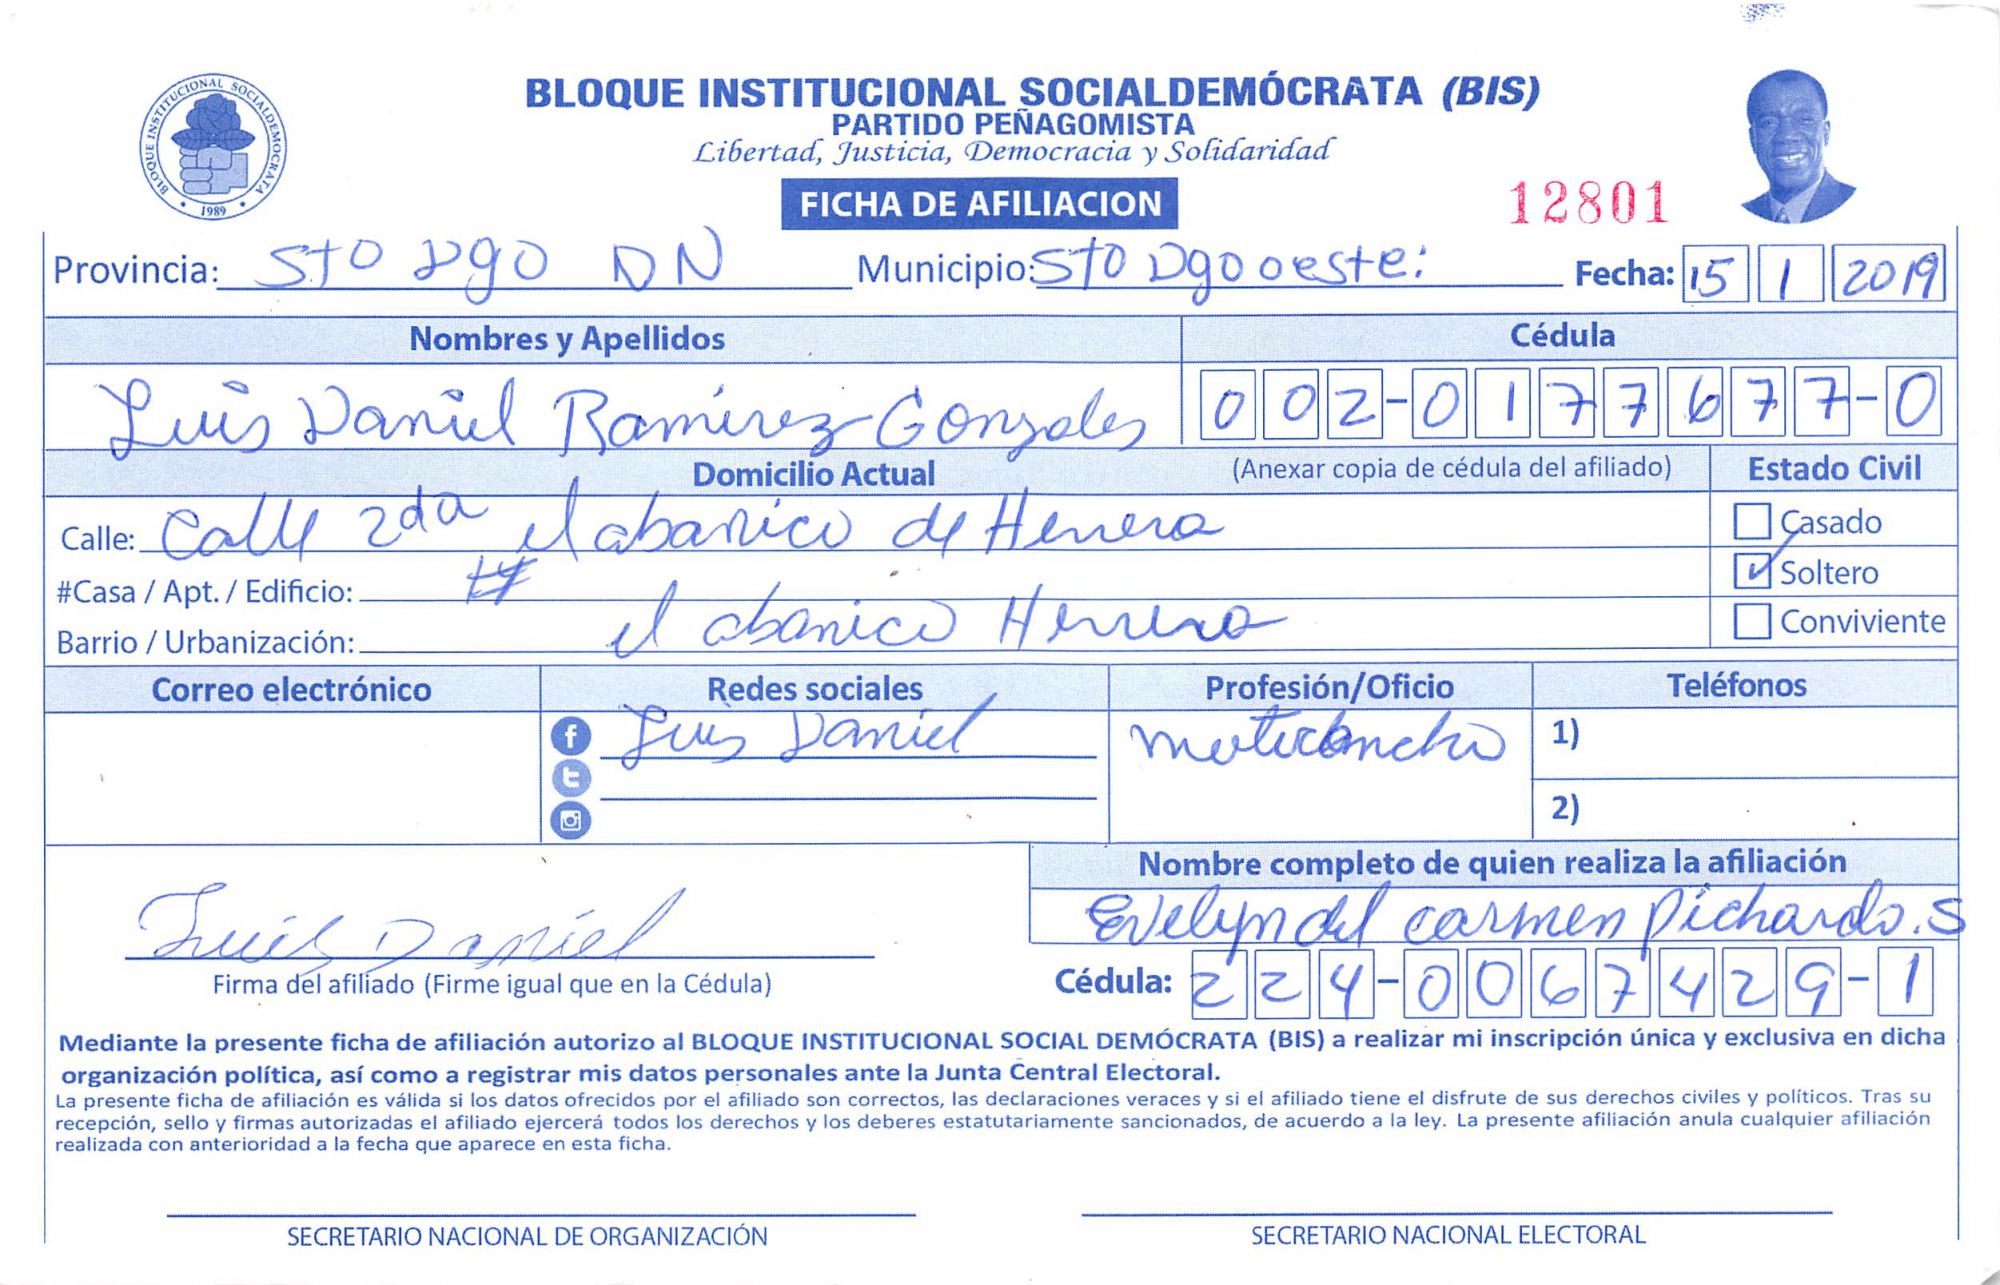 BLOQUE INSTITUCIONAL SOCIALDEMOCRATA
1989
BLOQUE INSTITUCIONAL SOCIALDEMÓCRATA (BIS)
PARTIDO PEÑAGOMISTA
Libertad, Justicia, Democracia y Solidaridad
FICHA DE AFILIACION
12801
Provincia: Sto Dgo DN Municipio: Sto Dgo oeste: Fecha: 15 1 2019
Nombres y Apellidos Cédula
Luis Daniel Ramirez Gonzales 002-0177677-0
Domicilio Actual (Anexar copia de cédula del afiliado) Estado Civil
Calle: Calle 2da el abanico de Herrera Casado
#Casa / Apt. / Edificio: # Soltero
Barrio / Urbanización: el abanico Herrera Conviviente
Correo electrónico Redes sociales Profesión/Oficio Teléfonos
Luis Daniel motoconcho 1)
2)
Nombre completo de quien realiza la afiliación
Luis Daniel Evelyn del carmen Pichardo. S
Firma del afiliado (Firme igual que en la Cédula) Cédula: 224-0067429-1
Mediante la presente ficha de afiliación autorizo al BLOQUE INSTITUCIONAL SOCIAL DEMÓCRATA (BIS) a realizar mi inscripción única y exclusiva en dicha
organización política, así como a registrar mis datos personales ante la Junta Central Electoral.
La presente ficha de afiliación es válida si los datos ofrecidos por el afiliado son correctos, las declaraciones veraces y si el afiliado tiene el disfrute de sus derechos civiles y políticos. Tras su
recepción, sello y firmas autorizadas el afiliado ejercerá todos los derechos y los deberes estatutariamente sancionados, de acuerdo a la ley. La presente afiliación anula cualquier afiliación
realizada con anterioridad a la fecha que aparece en esta ficha.
SECRETARIO NACIONAL DE ORGANIZACIÓN SECRETARIO NACIONAL ELECTORAL